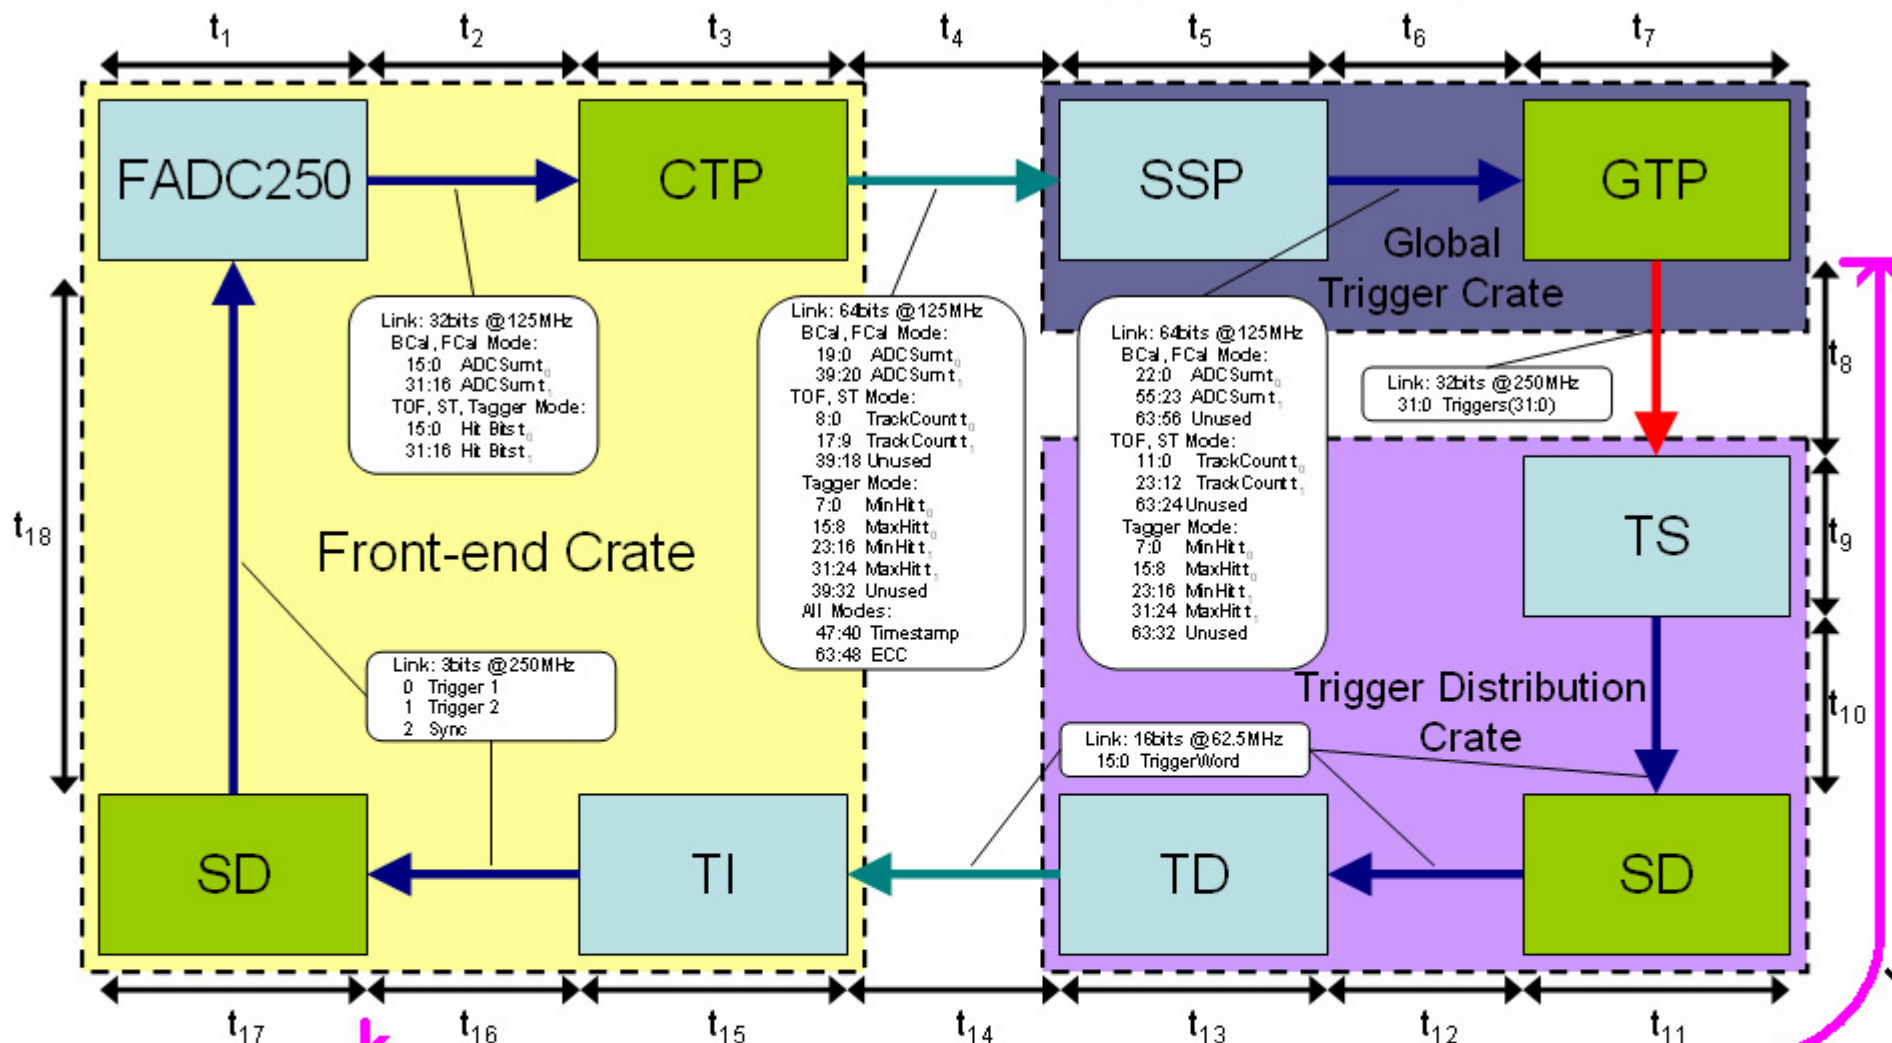 t1 t2 t3 t4 t5 t6 t7
FADC250
CTP
SSP
GTP
Global
Trigger Crate
Link: 32bits @125MHz
BCal, FCal Mode:
15:0 ADCSumt0
31:16 ADCSumt1
TOF, ST, Tagger Mode:
15:0 Hit Bitst0
31:16 Hit Bitst1
Link: 64bits @125MHz
BCal, FCal Mode:
19:0 ADCSumt0
39:20 ADCSumt1
TOF, ST Mode:
8:0 TrackCountt0
17:9 TrackCountt1
39:18 Unused
Tagger Mode:
7:0 MinHitt0
15:8 MaxHitt0
23:16 MinHitt1
31:24 MaxHitt1
39:32 Unused
All Modes:
47:40 Timestamp
63:48 ECC
Link: 64bits @125MHz
BCal, FCal Mode:
22:0 ADCSumt0
55:23 ADCSumt1
63:56 Unused
TOF, ST Mode:
11:0 TrackCountt0
23:12 TrackCountt1
63:24 Unused
Tagger Mode:
7:0 MinHitt0
15:8 MaxHitt0
23:16 MinHitt1
31:24 MaxHitt1
63:32 Unused
Link: 32bits @250MHz
31:0 Triggers(31:0)
t8
t18
Front-end Crate
TS
t9
Link: 3bits @250MHz
0 Trigger 1
1 Trigger 2
2 Sync
Trigger Distribution
Crate
t10
Link: 16bits @62.5MHz
15:0 TriggerWord
SD
TI
TD
SD
t17 t16 t15 t14 t13 t12 t11